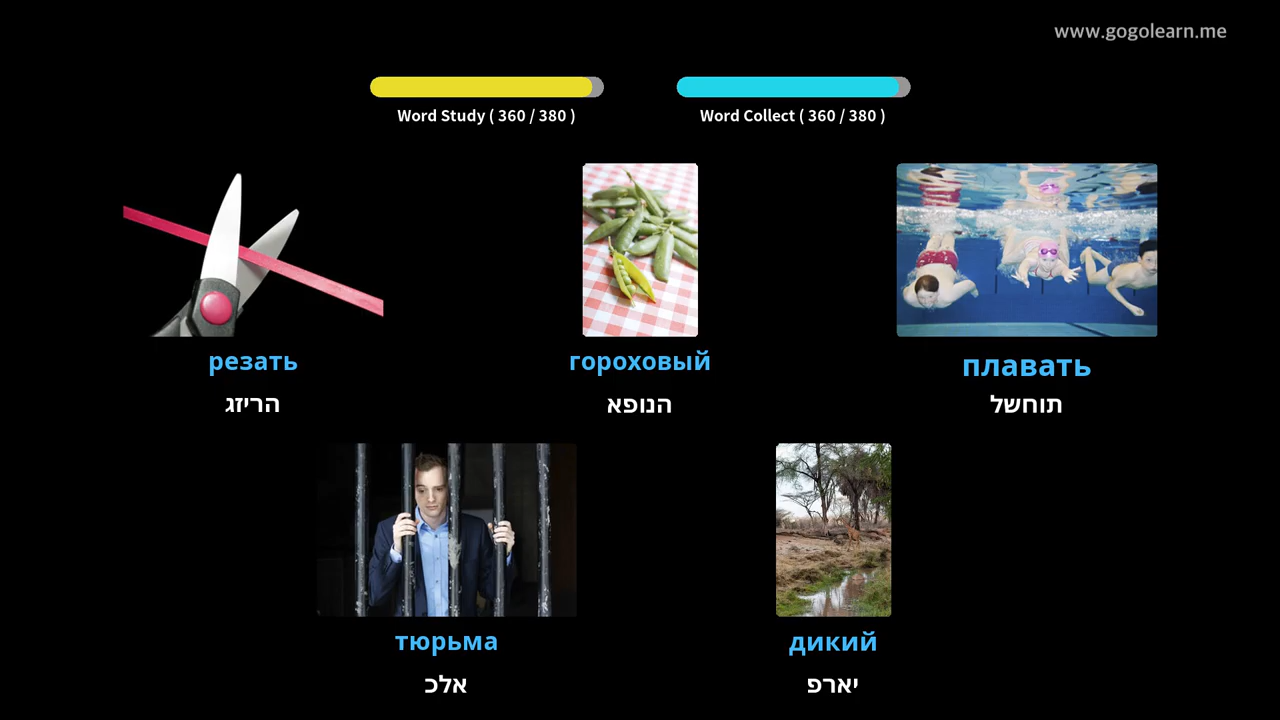 www.gogolearn.me
Word Study ( 360 / 380 )
Word Collect ( 360 / 380 )
резать
הריזג
гороховый
הנופא
плавать
תוחשל
тюрьма
אלכ
дикий
יארפ